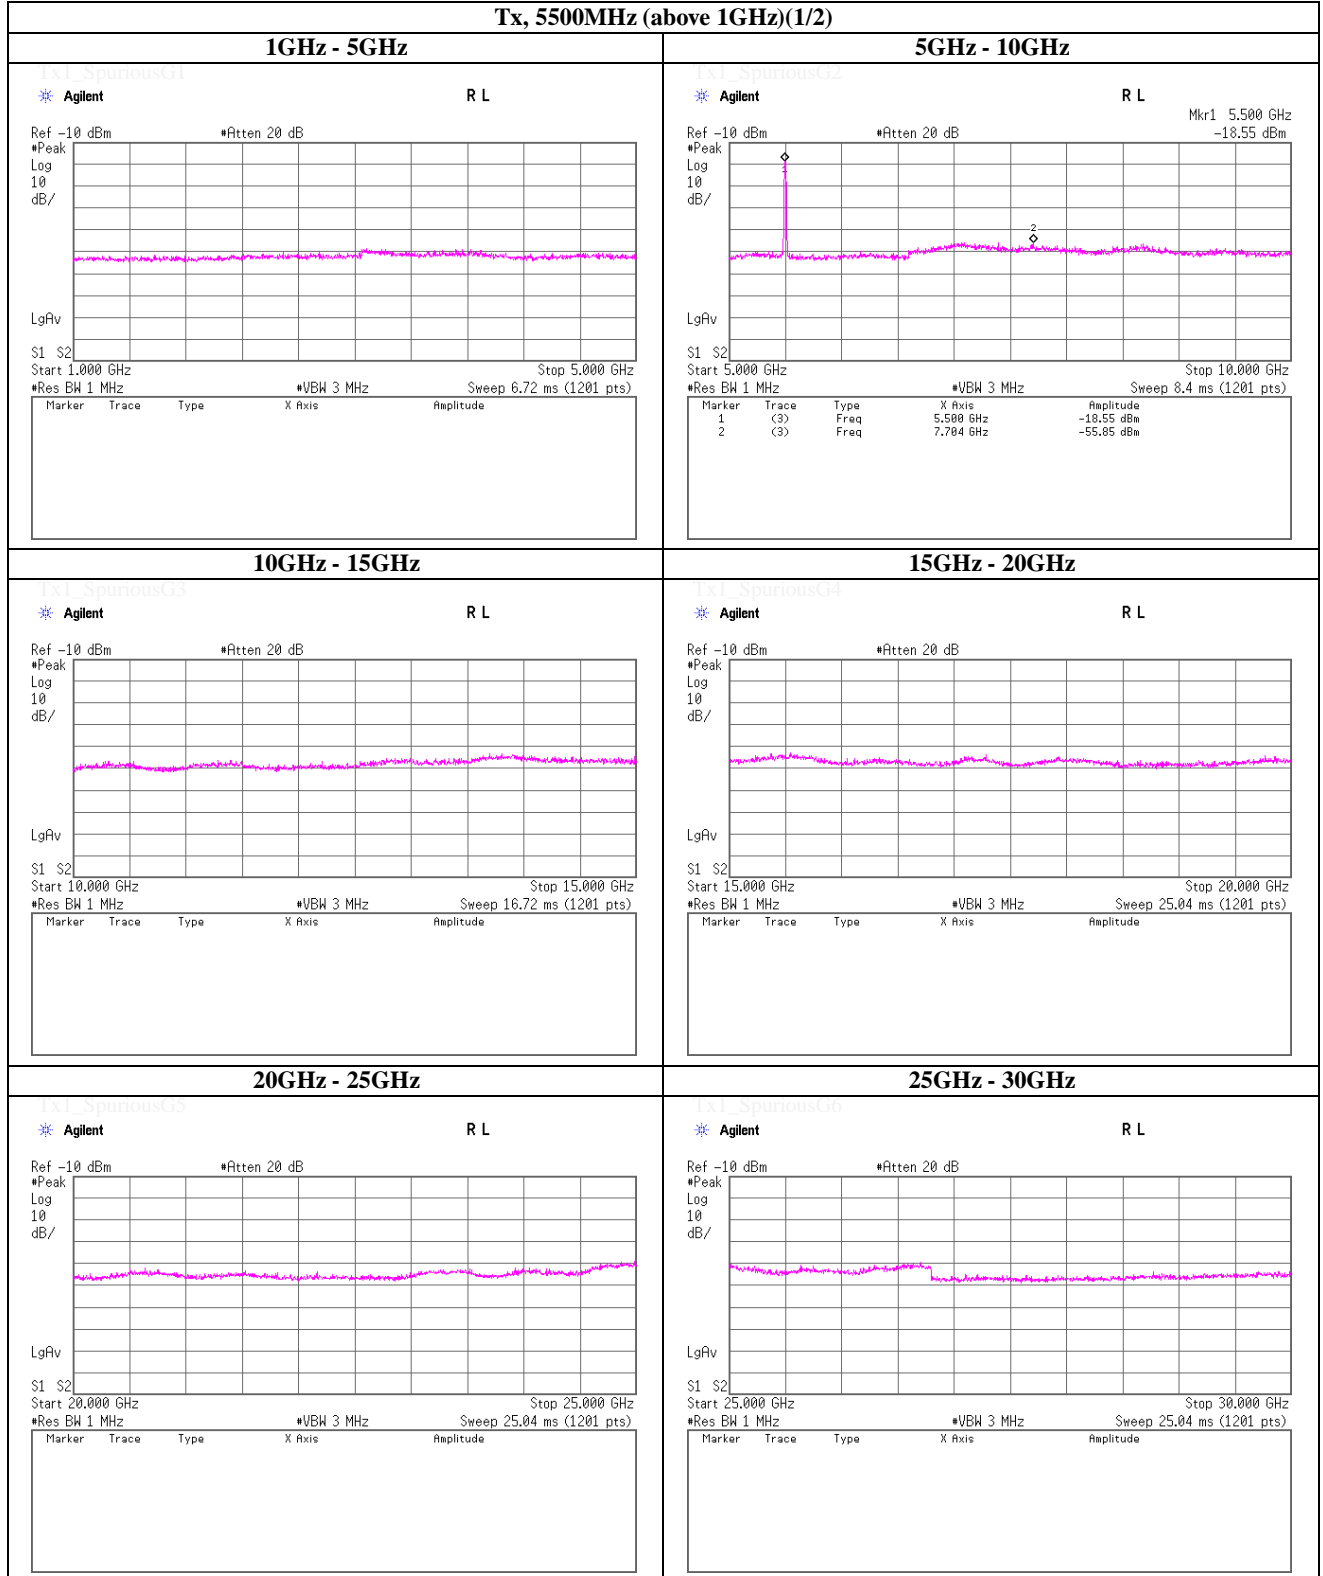 Tx, 5500MHz (above 1GHz)(1/2)
1GHz - 5GHz
Tx1_SpuriousG1
Agilent R L
Ref -10 dBm #Atten 20 dB
#Peak
Log
10
dB/
LgAv
S1 S2
Start 1.000 GHz Stop 5.000 GHz
#Res BW 1 MHz #VBW 3 MHz Sweep 6.72 ms (1201 pts)
Marker Trace Type X Axis Amplitude
5GHz - 10GHz
Tx1_SpuriousG2
Agilent R L
Mkr1 5.500 GHz
Ref -10 dBm #Atten 20 dB -18.55 dBm
#Peak
Log
10
dB/
1
2
LgAv
S1 S2
Start 5.000 GHz Stop 10.000 GHz
#Res BW 1 MHz #VBW 3 MHz Sweep 8.4 ms (1201 pts)
Marker Trace Type X Axis Amplitude
1 (3) Freq 5.500 GHz -18.55 dBm
2 (3) Freq 7.704 GHz -55.85 dBm
10GHz - 15GHz
Tx1_SpuriousG3
Agilent R L
Ref -10 dBm #Atten 20 dB
#Peak
Log
10
dB/
LgAv
S1 S2
Start 10.000 GHz Stop 15.000 GHz
#Res BW 1 MHz #VBW 3 MHz Sweep 16.72 ms (1201 pts)
Marker Trace Type X Axis Amplitude
15GHz - 20GHz
Tx1_SpuriousG4
Agilent R L
Ref -10 dBm #Atten 20 dB
#Peak
Log
10
dB/
LgAv
S1 S2
Start 15.000 GHz Stop 20.000 GHz
#Res BW 1 MHz #VBW 3 MHz Sweep 25.04 ms (1201 pts)
Marker Trace Type X Axis Amplitude
20GHz - 25GHz
Tx1_SpuriousG5
Agilent R L
Ref -10 dBm #Atten 20 dB
#Peak
Log
10
dB/
LgAv
S1 S2
Start 20.000 GHz Stop 25.000 GHz
#Res BW 1 MHz #VBW 3 MHz Sweep 25.04 ms (1201 pts)
Marker Trace Type X Axis Amplitude
25GHz - 30GHz
Tx1_SpuriousG6
Agilent R L
Ref -10 dBm #Atten 20 dB
#Peak
Log
10
dB/
LgAv
S1 S2
Start 25.000 GHz Stop 30.000 GHz
#Res BW 1 MHz #VBW 3 MHz Sweep 25.04 ms (1201 pts)
Marker Trace Type X Axis Amplitude